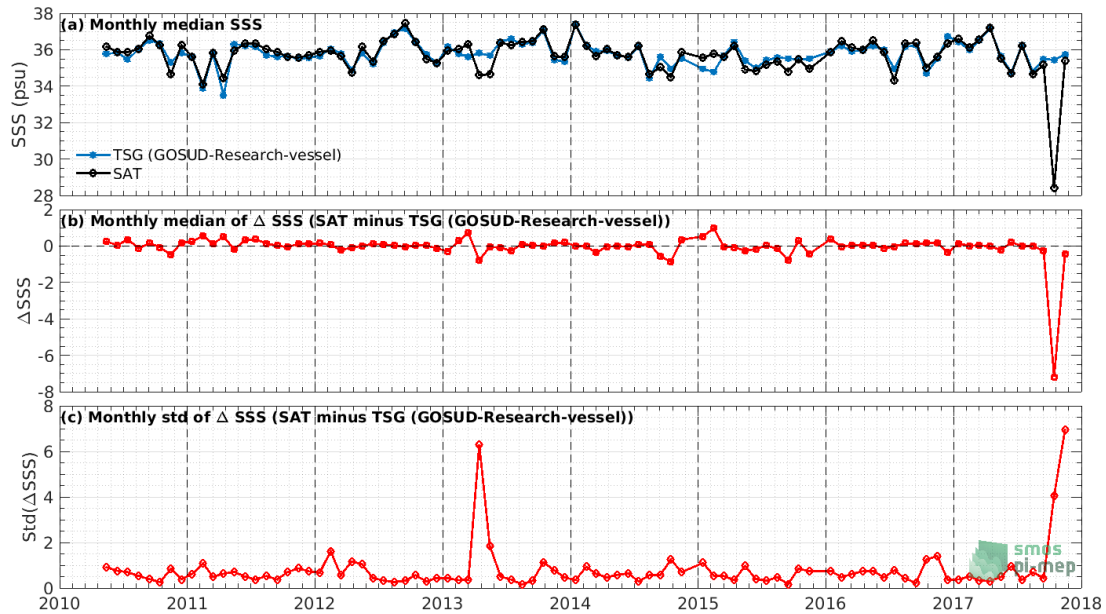 (a) Monthly median SSS
38
36
34
32
30
28
SSS (psu)
TSG (GOSUD-Research-vessel)
SAT
(b) Monthly median of Δ SSS (SAT minus TSG (GOSUD-Research-vessel))
2
0
-2
-4
-6
-8
ΔSSS
(c) Monthly std of Δ SSS (SAT minus TSG (GOSUD-Research-vessel))
8
6
4
2
0
Std(ΔSSS)
smos
pi-mep
2010 2011 2012 2013 2014 2015 2016 2017 2018